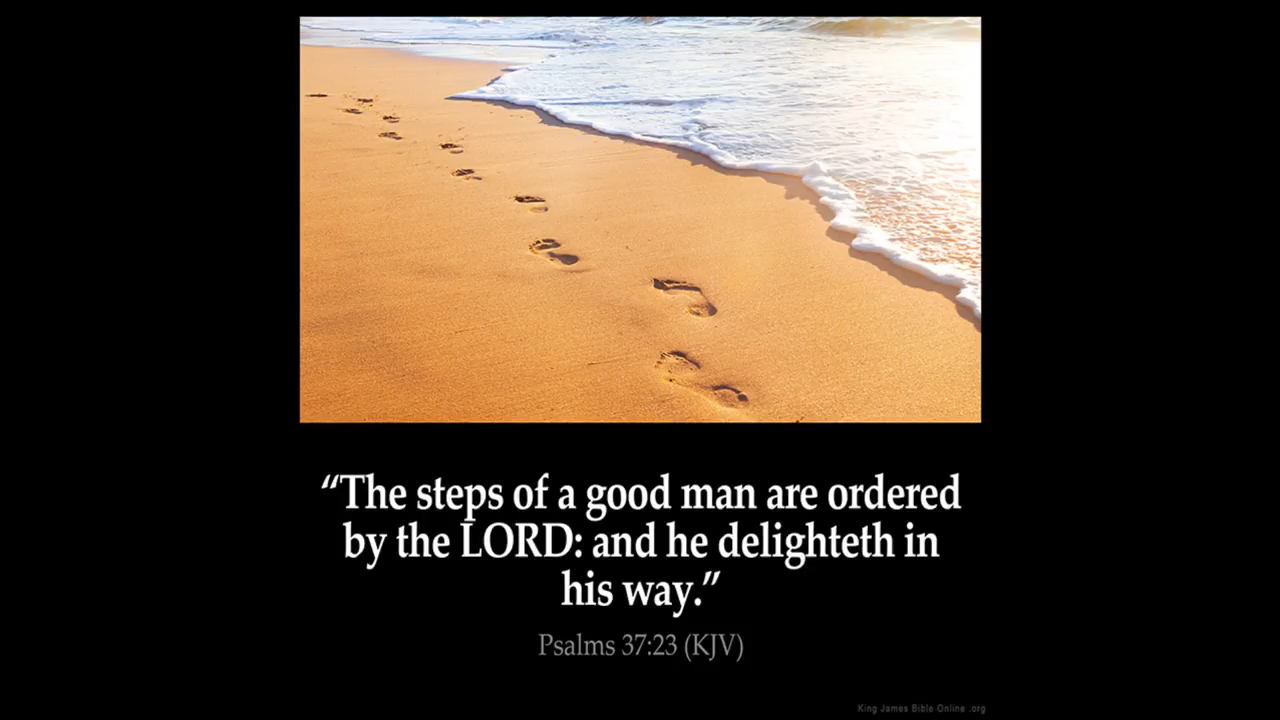 “The steps of a good man are ordered
by the LORD: and he delighteth in
his way.”
Psalms 37:23 (KJV)
King James Bible Online .org